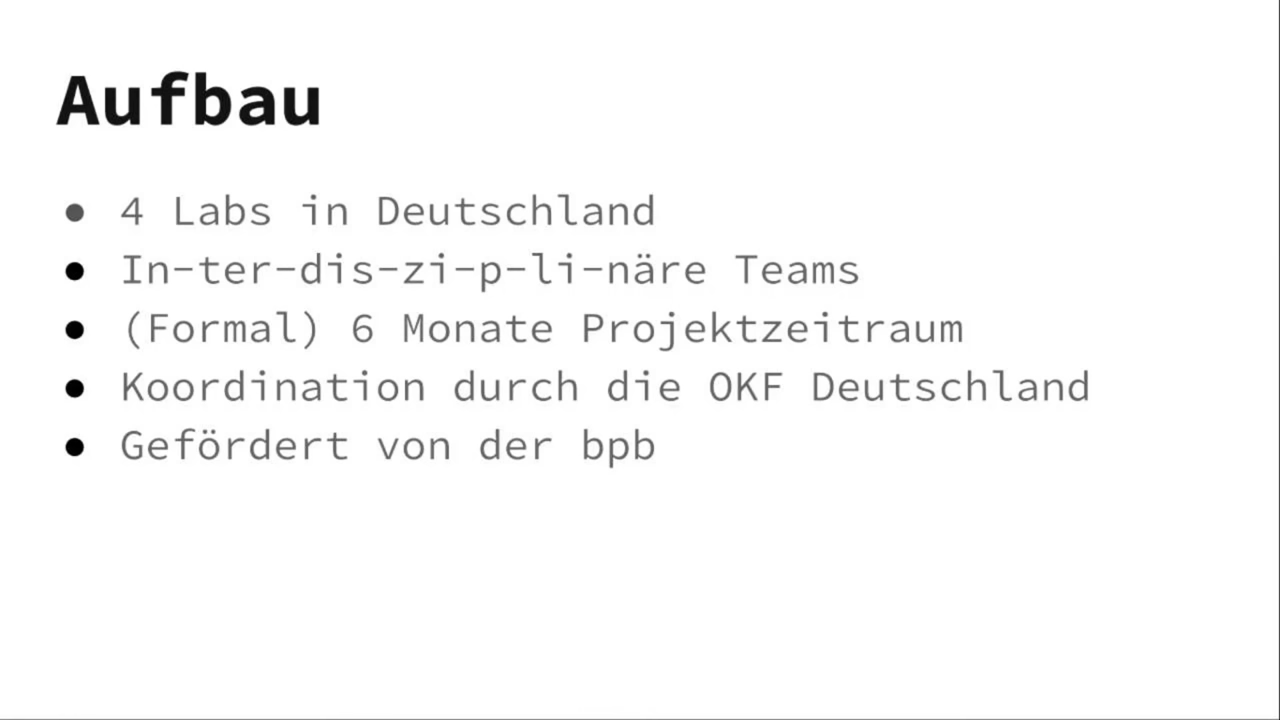 Aufbau
● 4 Labs in Deutschland
● In-ter-dis-zi-p-li-näre Teams
● (Formal) 6 Monate Projektzeitraum
● Koordination durch die OKF Deutschland
● Gefördert von der bpb